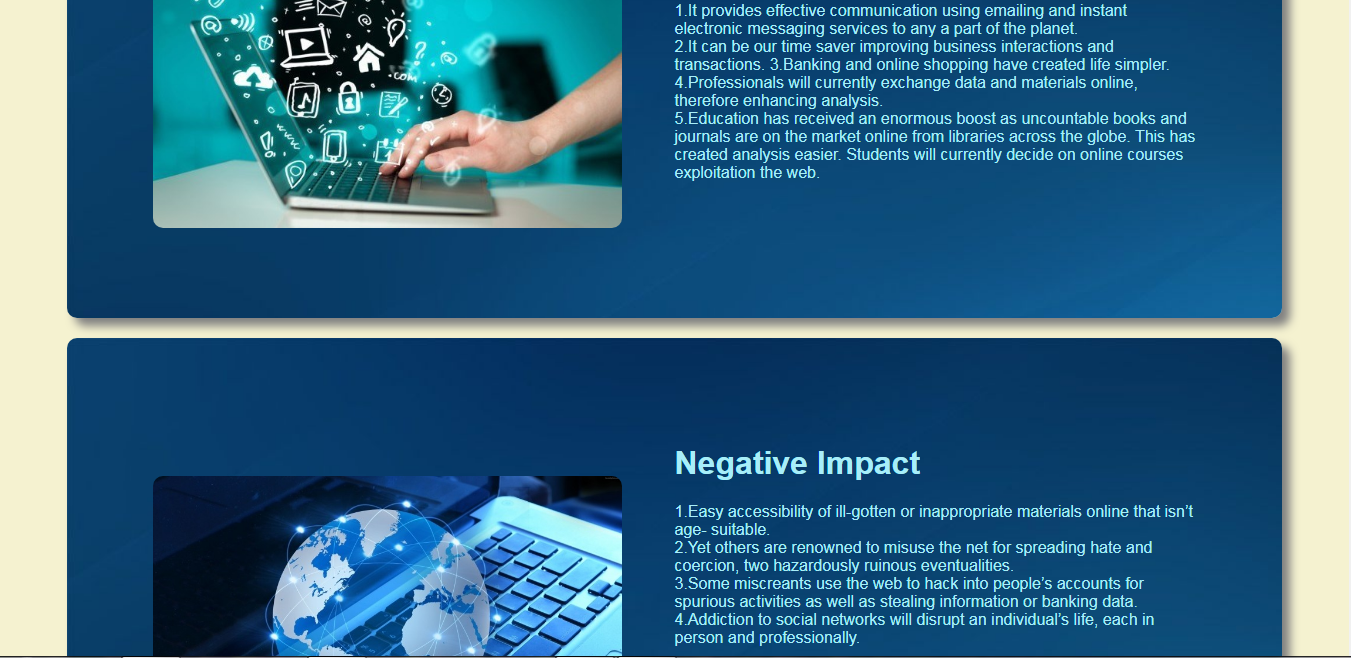 1.It provides effective communication using emailing and instant
electronic messaging services to any a part of the planet.
2.It can be our time saver improving business interactions and
transactions. 3.Banking and online shopping have created life simpler.
4.Professionals will currently exchange data and materials online,
therefore enhancing analysis.
5.Education has received an enormous boost as uncountable books and
journals are on the market online from libraries across the globe. This has
created analysis easier. Students will currently decide on online courses
exploitation the web.
.com
Negative Impact
1.Easy accessibility of ill-gotten or inappropriate materials online that isn’t
age- suitable.
2.Yet others are renowned to misuse the net for spreading hate and
coercion, two hazardously ruinous eventualities.
3.Some miscreants use the web to hack into people’s accounts for
spurious activities as well as stealing information or banking data.
4.Addiction to social networks will disrupt an individual’s life, each in
person and professionally.